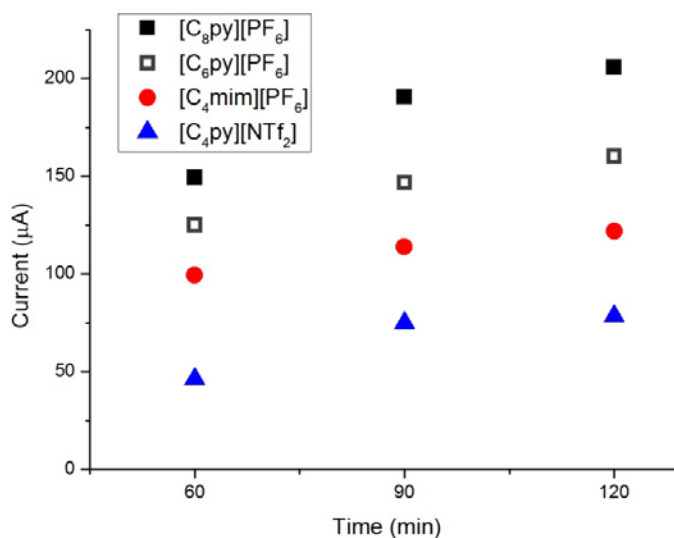 [C₈py][PF₆]
[C₆py][PF₆]
[C₄mim][PF₆]
[C₄py][NTf₂]
200
150
100
50
0
Current (μA)
60 90 120
Time (min)